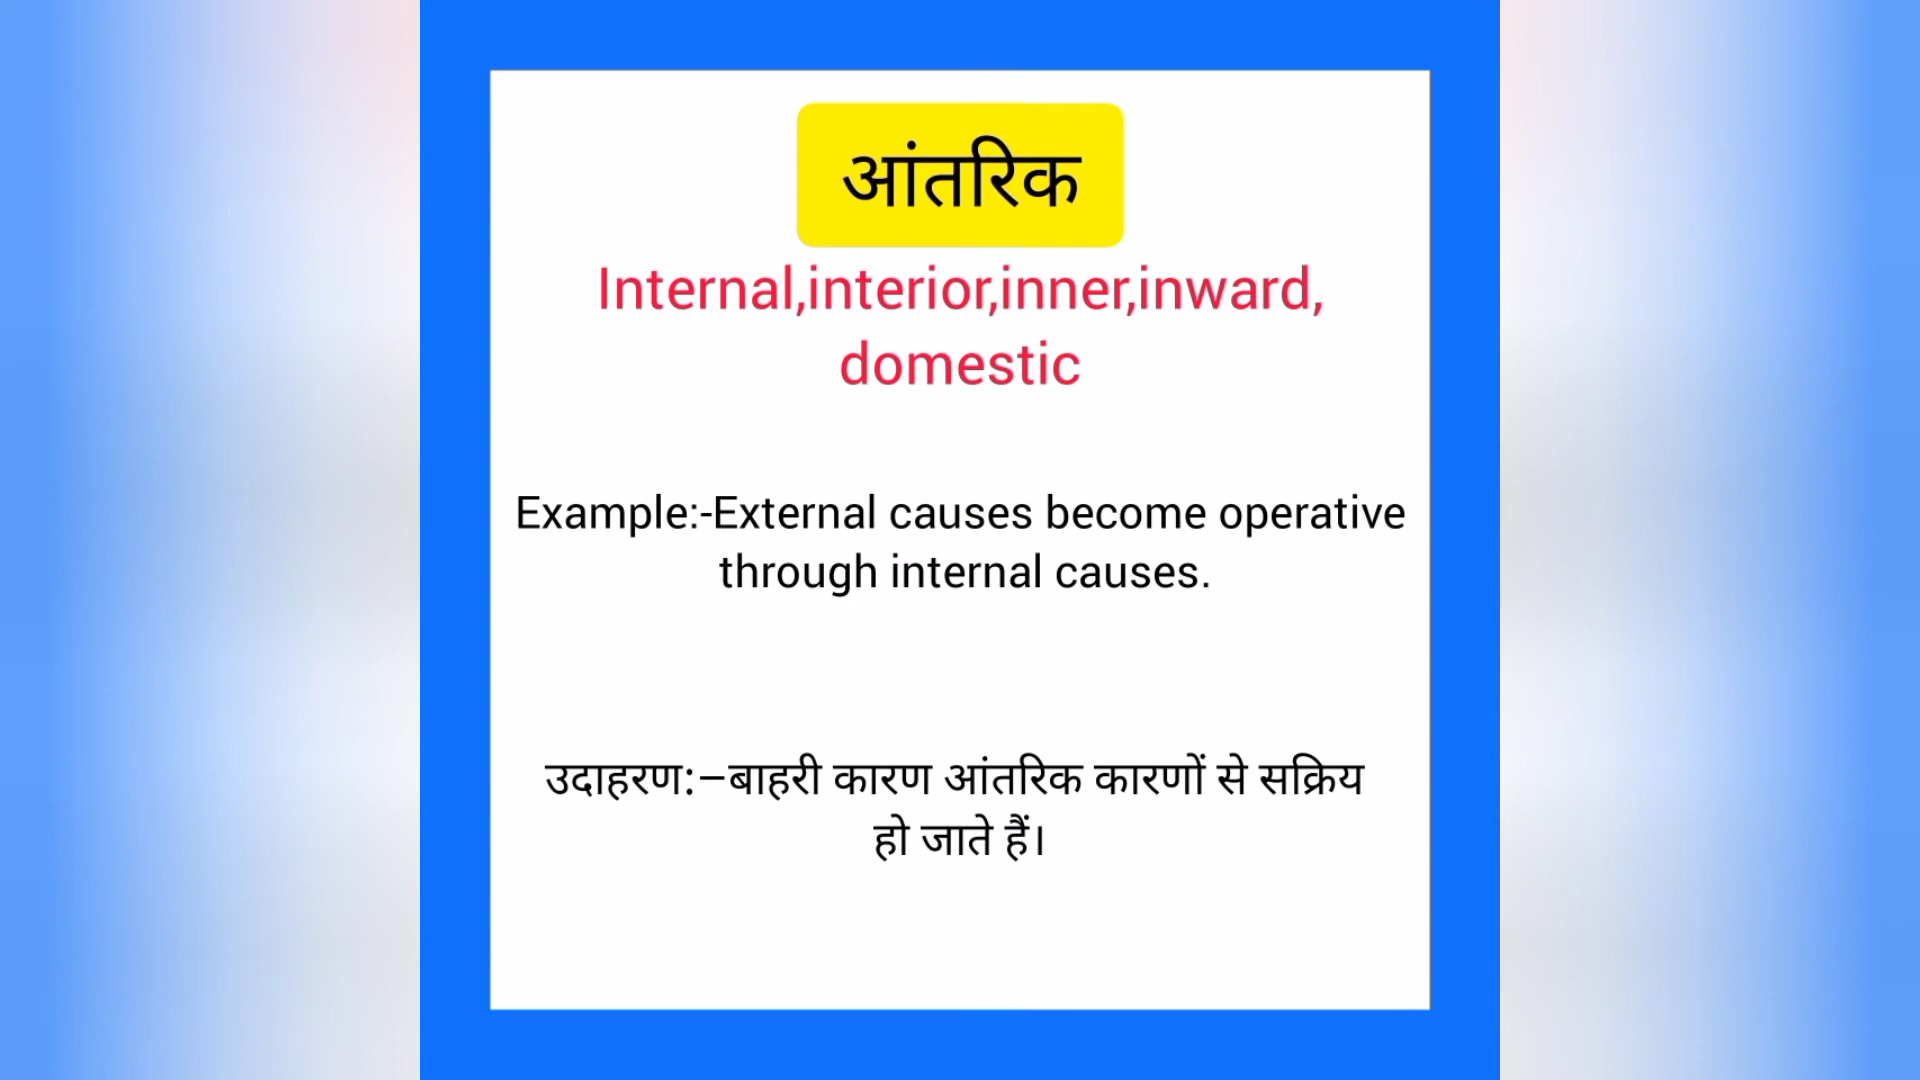 आंतरिक
Internal,interior,inner,inward,
domestic
Example:-External causes become operative
through internal causes.
उदाहरण:–बाहरी कारण आंतरिक कारणों से सक्रिय
हो जाते हैं।